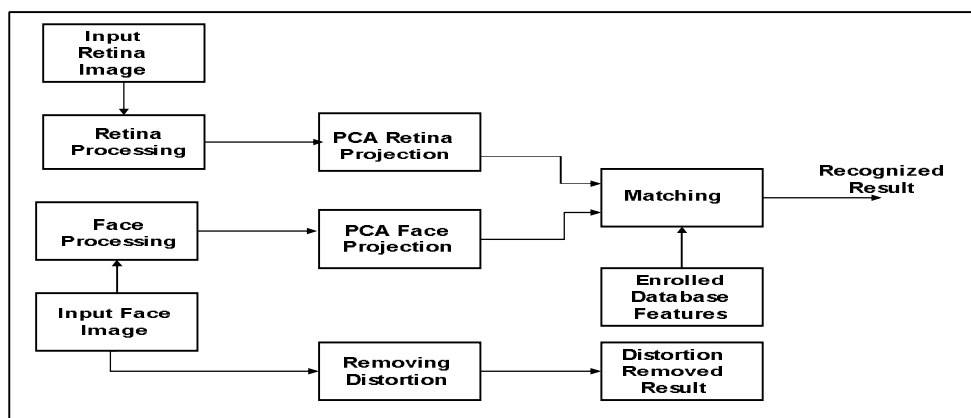 Input
Retina
Image
Retina
Processing
PCA Retina
Projection
Matching
Recognized
Result
Face
Processing
PCA Face
Projection
Enrolled
Database
Features
Input Face
Image
Removing
Distortion
Distortion
Removed
Result